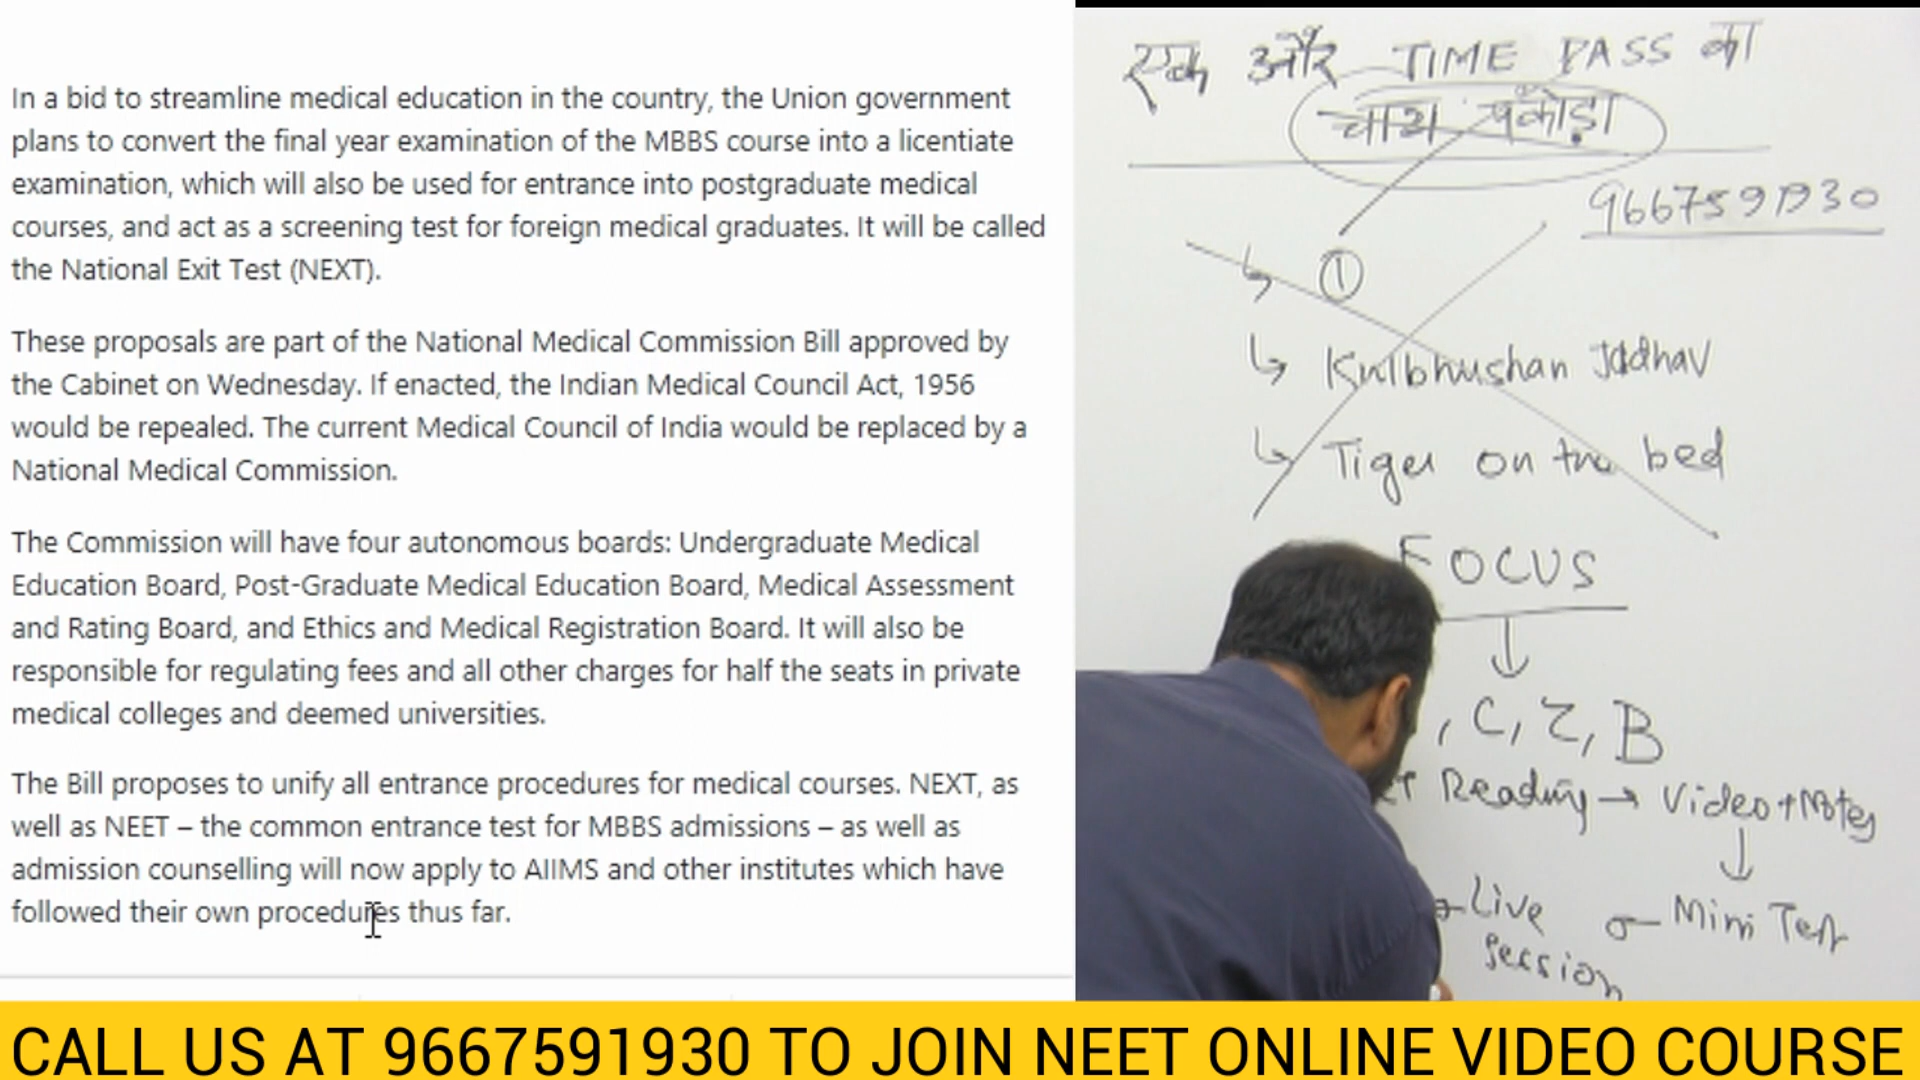 In a bid to streamline medical education in the country, the Union government
plans to convert the final year examination of the MBBS course into a licentiate
examination, which will also be used for entrance into postgraduate medical
courses, and act as a screening test for foreign medical graduates. It will be called
the National Exit Test (NEXT).
These proposals are part of the National Medical Commission Bill approved by
the Cabinet on Wednesday. If enacted, the Indian Medical Council Act, 1956
would be repealed. The current Medical Council of India would be replaced by a
National Medical Commission.
The Commission will have four autonomous boards: Undergraduate Medical
Education Board, Post-Graduate Medical Education Board, Medical Assessment
and Rating Board, and Ethics and Medical Registration Board. It will also be
responsible for regulating fees and all other charges for half the seats in private
medical colleges and deemed universities.
The Bill proposes to unify all entrance procedures for medical courses. NEXT, as
well as NEET – the common entrance test for MBBS admissions – as well as
admission counselling will now apply to AIIMS and other institutes which have
followed their own procedures thus far.
एक और TIME PASS का
चाय पकोड़ा
9667591930
①
Kulbhushan Jadhav
Tiger on the bed
FOCUS
, C, Z, B
Reading → Video + Notes
Live Mini Test
session
CALL US AT 9667591930 TO JOIN NEET ONLINE VIDEO COURSE